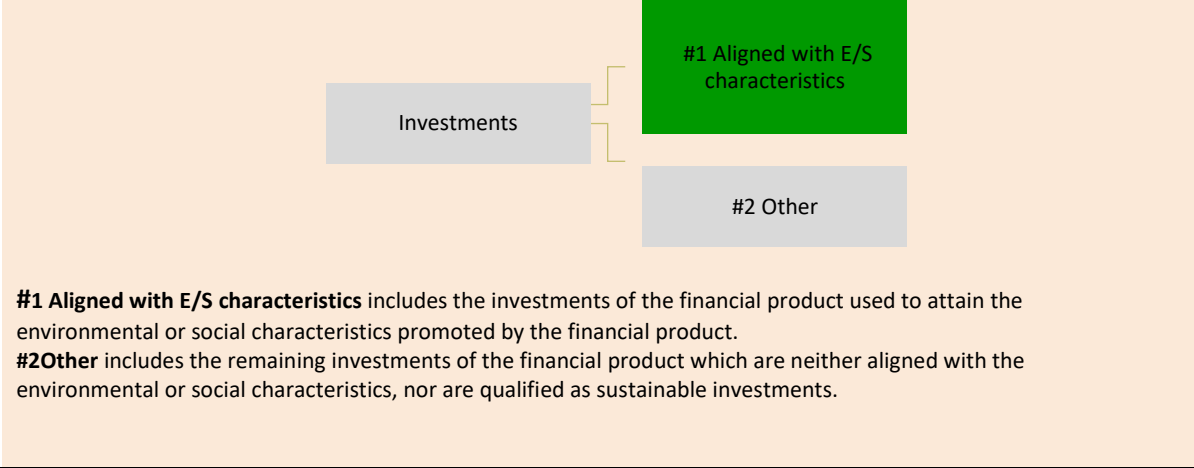 #1 Aligned with E/S
characteristics
Investments
#2 Other
#1 Aligned with E/S characteristics includes the investments of the financial product used to attain the
environmental or social characteristics promoted by the financial product.
#2Other includes the remaining investments of the financial product which are neither aligned with the
environmental or social characteristics, nor are qualified as sustainable investments.